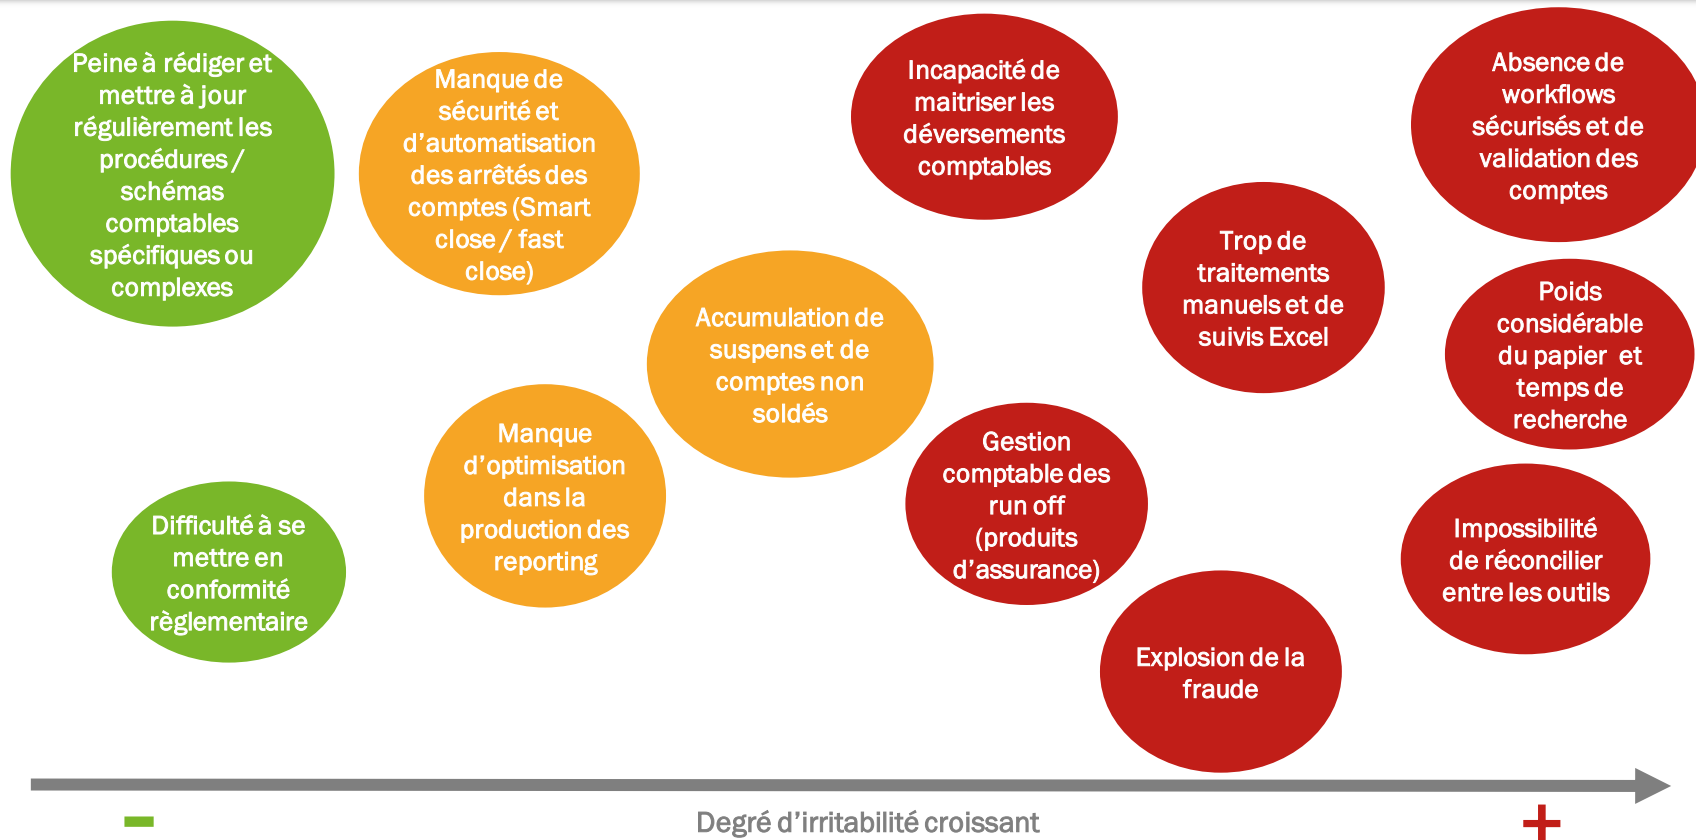 Peine à rédiger et
mettre à jour
régulièrement les
procédures /
schémas
comptables
spécifiques ou
complexes
Manque de
sécurité et
d'automatisation
des arrêtés des
comptes (Smart
close / fast
close)
Incapacité de
maitriser les
déversements
comptables
Absence de
workflows
sécurisés et de
validation des
comptes
Trop de
traitements
manuels et de
suivis Excel
Accumulation de
suspens et de
comptes non
soldés
Poids
considérable
du papier et
temps de
recherche
Manque
d'optimisation
dans la
production des
reporting
Gestion
comptable des
run off
(produits
d'assurance)
Difficulté à se
mettre en
conformité
règlementaire
Impossibilité
de réconcilier
entre les outils
Explosion de la
fraude
-
Degré d'irritabilité croissant
+